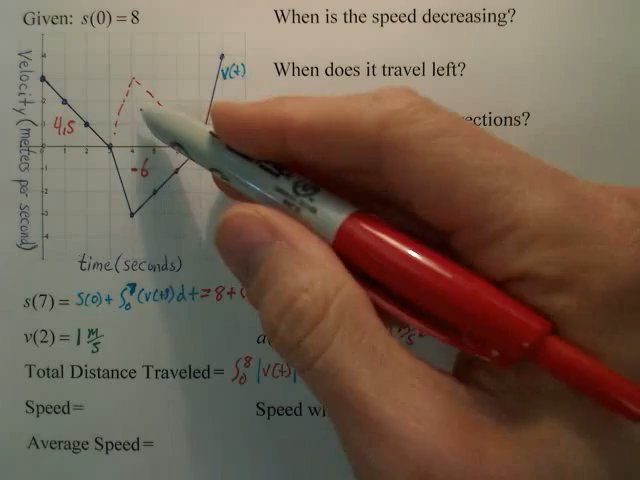 Given: s(0) = 8
When is the speed decreasing?
When does it travel left?
ections?
Velocity (meters per second)
v(t)
4,5
-6
time (seconds)
s(7) = s(0) + ∫₀⁷ (v(t)) dt = 8 + (
v(2) = 1 m/s
Total Distance Traveled = ∫₀⁸ |v(t)|
Speed=
Speed w
Average Speed=